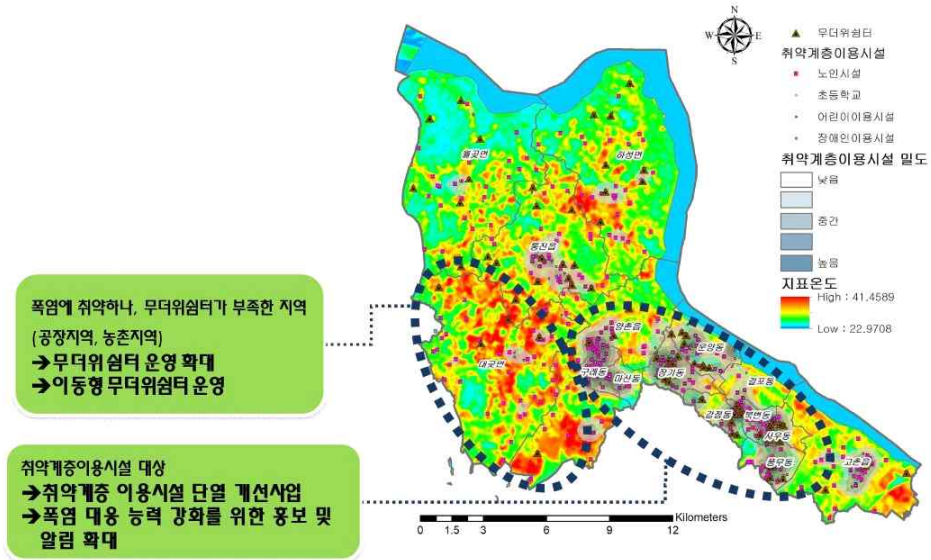 N
W E
S
무더위쉼터
취약계층이용시설
노인시설
초등학교
어린이이용시설
장애인이용시설
취약계층이용시설 밀도
낮음
중간
높음
지표온도
High : 41.4589
Low : 22.9708
월곶면
하성면
통진읍
양촌읍
대곶면
구래동
마산동
장기동
운양동
걸포동
감정동
북변동
사우동
풍무동
고촌읍
폭염에 취약하나, 무더위쉼터가 부족한 지역
(공장지역, 농촌지역)
➔무더위쉼터 운영 확대
➔이동형 무더위쉼터 운영
취약계층이용시설 대상
➔취약계층 이용시설 단열 개선사업
➔폭염 대응 능력 강화를 위한 홍보 및
알림 확대
Kilometers
0 1.5 3 6 9 12